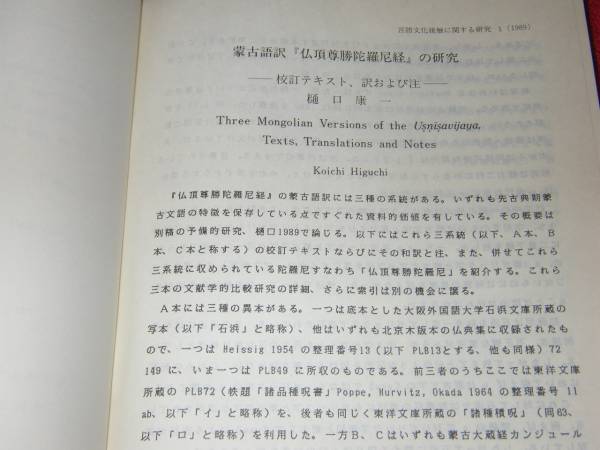 言語文化接触に関する研究 1 (1989)
蒙古語訳『仏頂尊勝陀羅尼経』の研究
——校訂テキスト、訳および注——
樋口康一
Three Mongolian Versions of the Uṣṇīṣavijaya,
Texts, Translations and Notes
Koichi Higuchi
『仏頂尊勝陀羅尼経』の蒙古語訳には三種の系統がある。いずれも先古典期蒙
古文語の特徴を保存している点ですぐれた資料的価値を有している。その概要は
別稿の予備的研究、樋口1989で論じる。以下にはこれら三系統(以下、A本、B
本、C本と称する)の校訂テキストならびにその和訳と注、また、併せてこれら
三系統に収められている陀羅尼すなわち「仏頂尊勝陀羅尼」を紹介する。これら
三本の文献学的比較研究の詳細、さらに索引は別の機会に譲る。
A本には三種の異本がある。一つは底本とした大阪外国語大学石浜文庫所蔵の
写本(以下「石浜」と略称)、他はいずれも北京木版本の仏典集に収録されたも
ので、一つは Heissig 1954 の整理番号13(以下 PLB13とする、他も同様)72
149 に、いま一つは PLB49 に所収のものである。前三者のうちここでは東洋文庫
所蔵の PLB72(帙題「諸品種呪書」Poppe, Hurvitz, Okada 1964 の整理番号 11
ab、以下「イ」と略称)を、後者も同じく東洋文庫所蔵の「諸種積呪」(同63、
以下「ロ」と略称)を利用した。一方B、Cはいずれも蒙古大蔵経カンジュール